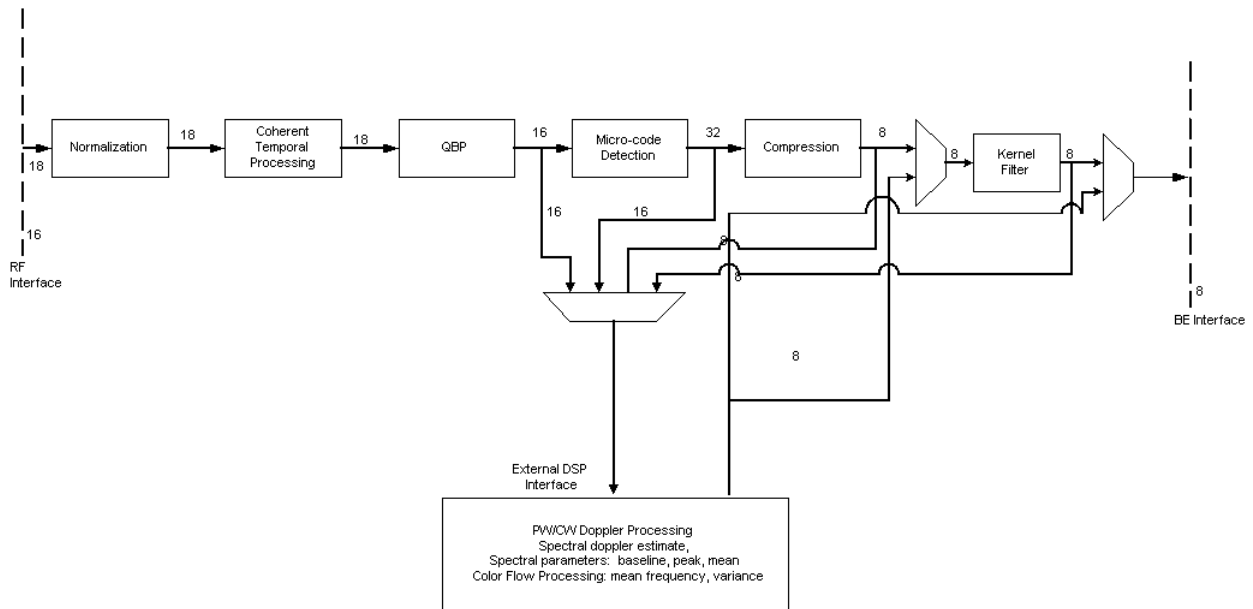 18
Normalization
18
Coherent
Temporal
Processing
18
QBP
16
Micro-code
Detection
32
Compression
8
8
Kernel
Filter
8
16
RF
Interface
16
16
8
8
8
BE Interface
8
External DSP
Interface
PW/CW Doppler Processing
Spectral doppler estimate,
Spectral parameters: baseline, peak, mean
Color Flow Processing: mean frequency, variance